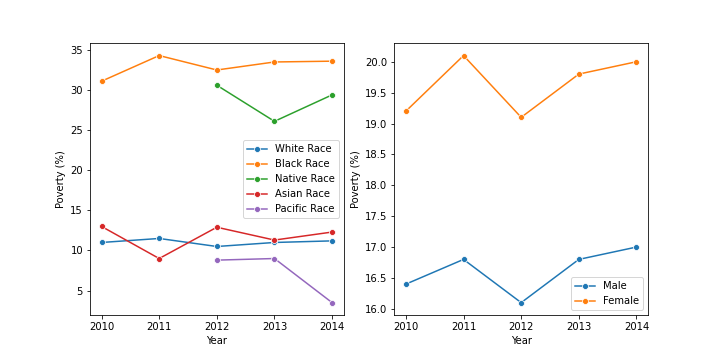 35
30
25
20
15
10
5
Poverty (%)
White Race
Black Race
Native Race
Asian Race
Pacific Race
2010 2011 2012 2013 2014
Year
20.0
19.5
19.0
18.5
18.0
17.5
17.0
16.5
16.0
Poverty (%)
Male
Female
2010 2011 2012 2013 2014
Year